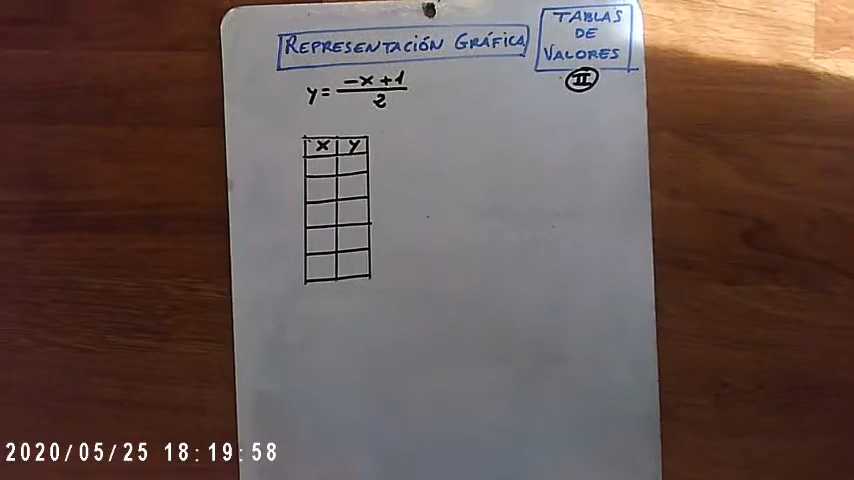 REPRESENTACIÓN GRÁFICA
TABLAS
DE
VALORES
II
y = -x+1
2
x y
2020/05/25 18:19:58